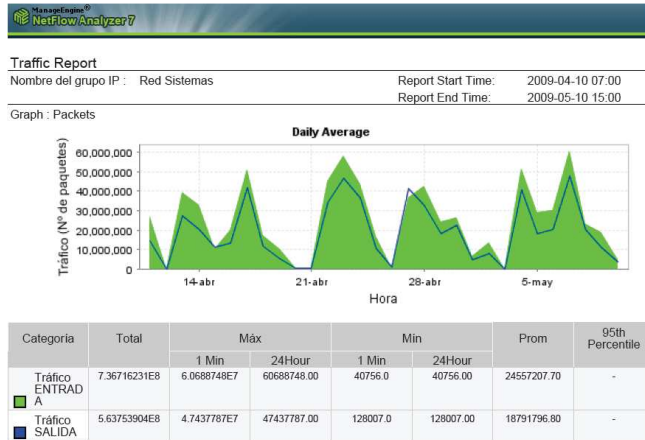 ManageEngine®
NetFlow Analyzer 7
Traffic Report
Nombre del grupo IP : Red Sistemas Report Start Time: 2009-04-10 07:00
Report End Time: 2009-05-10 15:00
Graph : Packets
Daily Average
Tráfico (Nº de paquetes)
60,000,000
50,000,000
40,000,000
30,000,000
20,000,000
10,000,000
0
14-abr 21-abr 28-abr 5-may
Hora
Categoría Total Máx Mín Prom 95th Percentile
1 Min 24Hour 1 Min 24Hour
Tráfico ENTRADA 7.36716231E8 6.0688748E7 60688748.00 40756.0 40756.00 24557207.70 -
Tráfico SALIDA 5.63753904E8 4.7437787E7 47437787.00 128007.0 128007.00 18791796.80 -